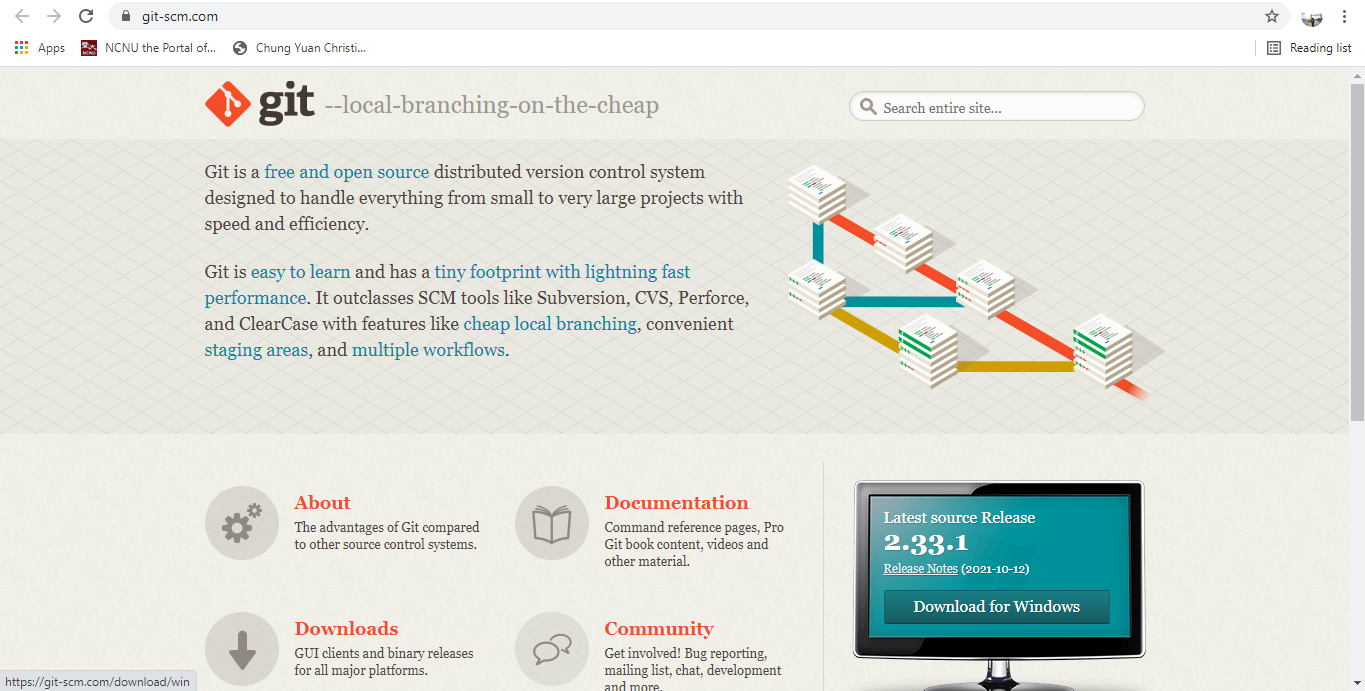 git-scm.com
Apps
NCNU the Portal of...
Chung Yuan Christi...
Reading list
git --local-branching-on-the-cheap
Search entire site...
Git is a free and open source distributed version control system
designed to handle everything from small to very large projects with
speed and efficiency.
Git is easy to learn and has a tiny footprint with lightning fast
performance. It outclasses SCM tools like Subversion, CVS, Perforce,
and ClearCase with features like cheap local branching, convenient
staging areas, and multiple workflows.
About
The advantages of Git compared
to other source control systems.
Documentation
Command reference pages, Pro
Git book content, videos and
other material.
Downloads
GUI clients and binary releases
for all major platforms.
Community
Get involved! Bug reporting,
mailing list, chat, development
and more.
Latest source Release
2.33.1
Release Notes (2021-10-12)
Download for Windows
https://git-scm.com/download/win